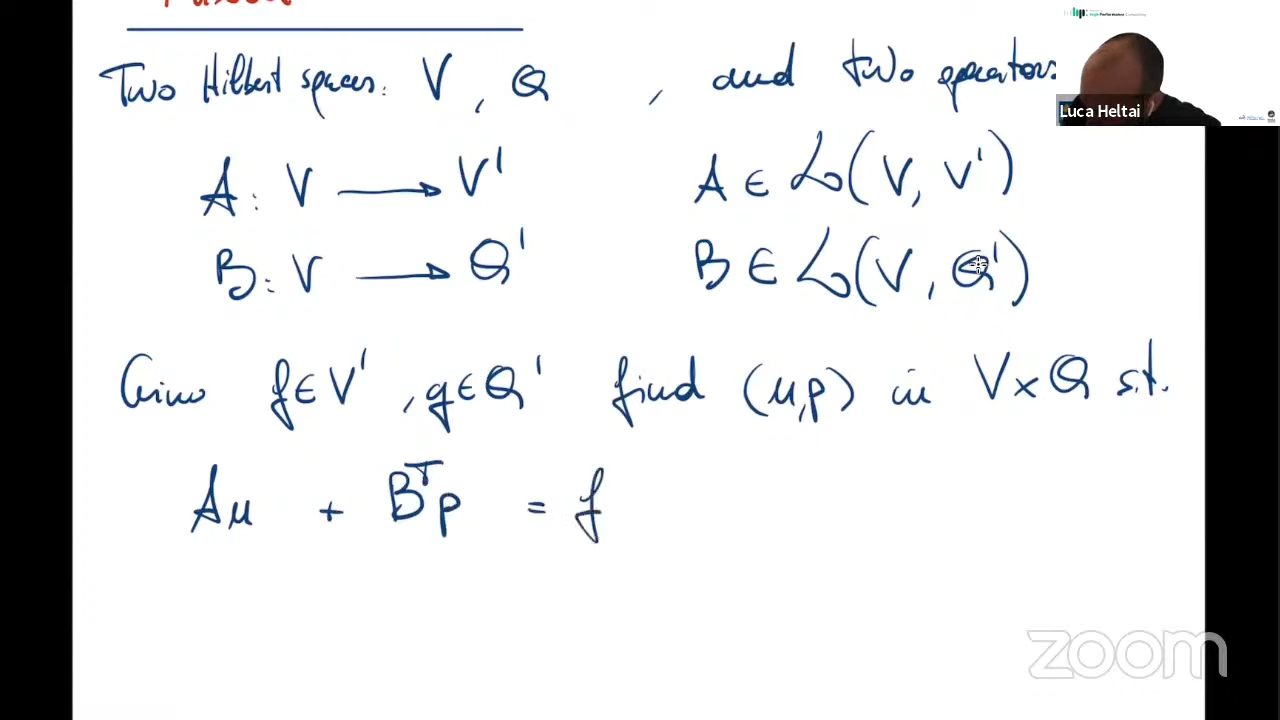 Two Hilbert spaces: V, Q , and two operators:
Luca Heltai
A: V → V' A ∈ L(V, V')
B: V → Q' B ∈ L(V, Q')
Given f ∈ V', g ∈ Q' find (u,p) in V×Q s.t.
Au + Bᵀp = f
zoom